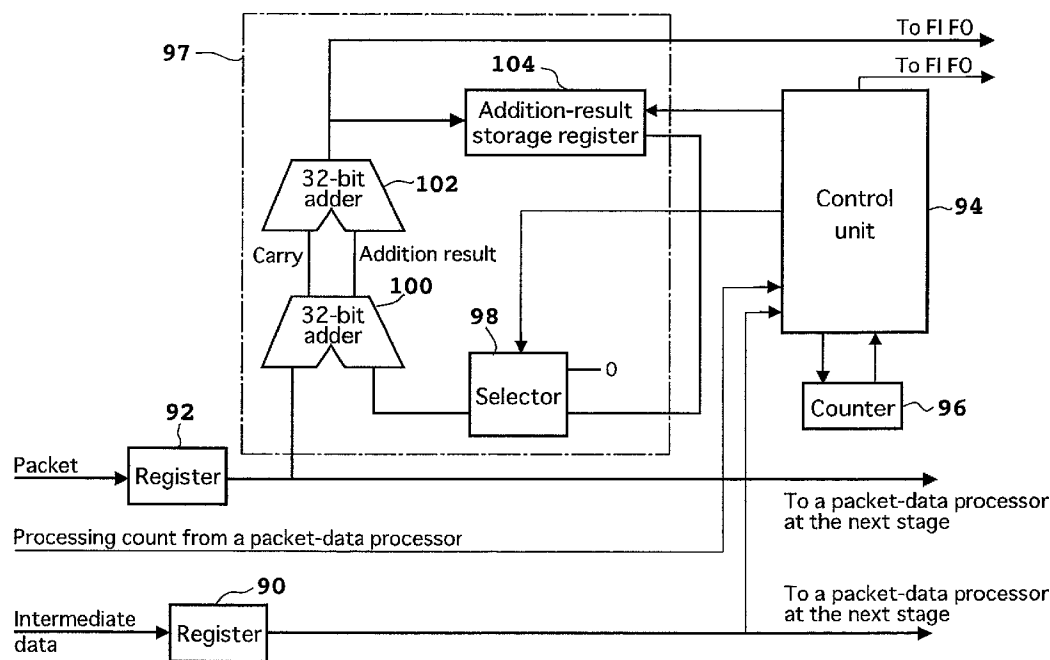 To FI FO
97
To FI FO
104
Addition-result
storage register
32-bit
adder
102
Control
unit
94
Carry
Addition result
100
32-bit
adder
98
0
Selector
Counter
96
92
Packet
Register
To a packet-data processor
at the next stage
Processing count from a packet-data processor
90
To a packet-data processor
at the next stage
Intermediate
data
Register